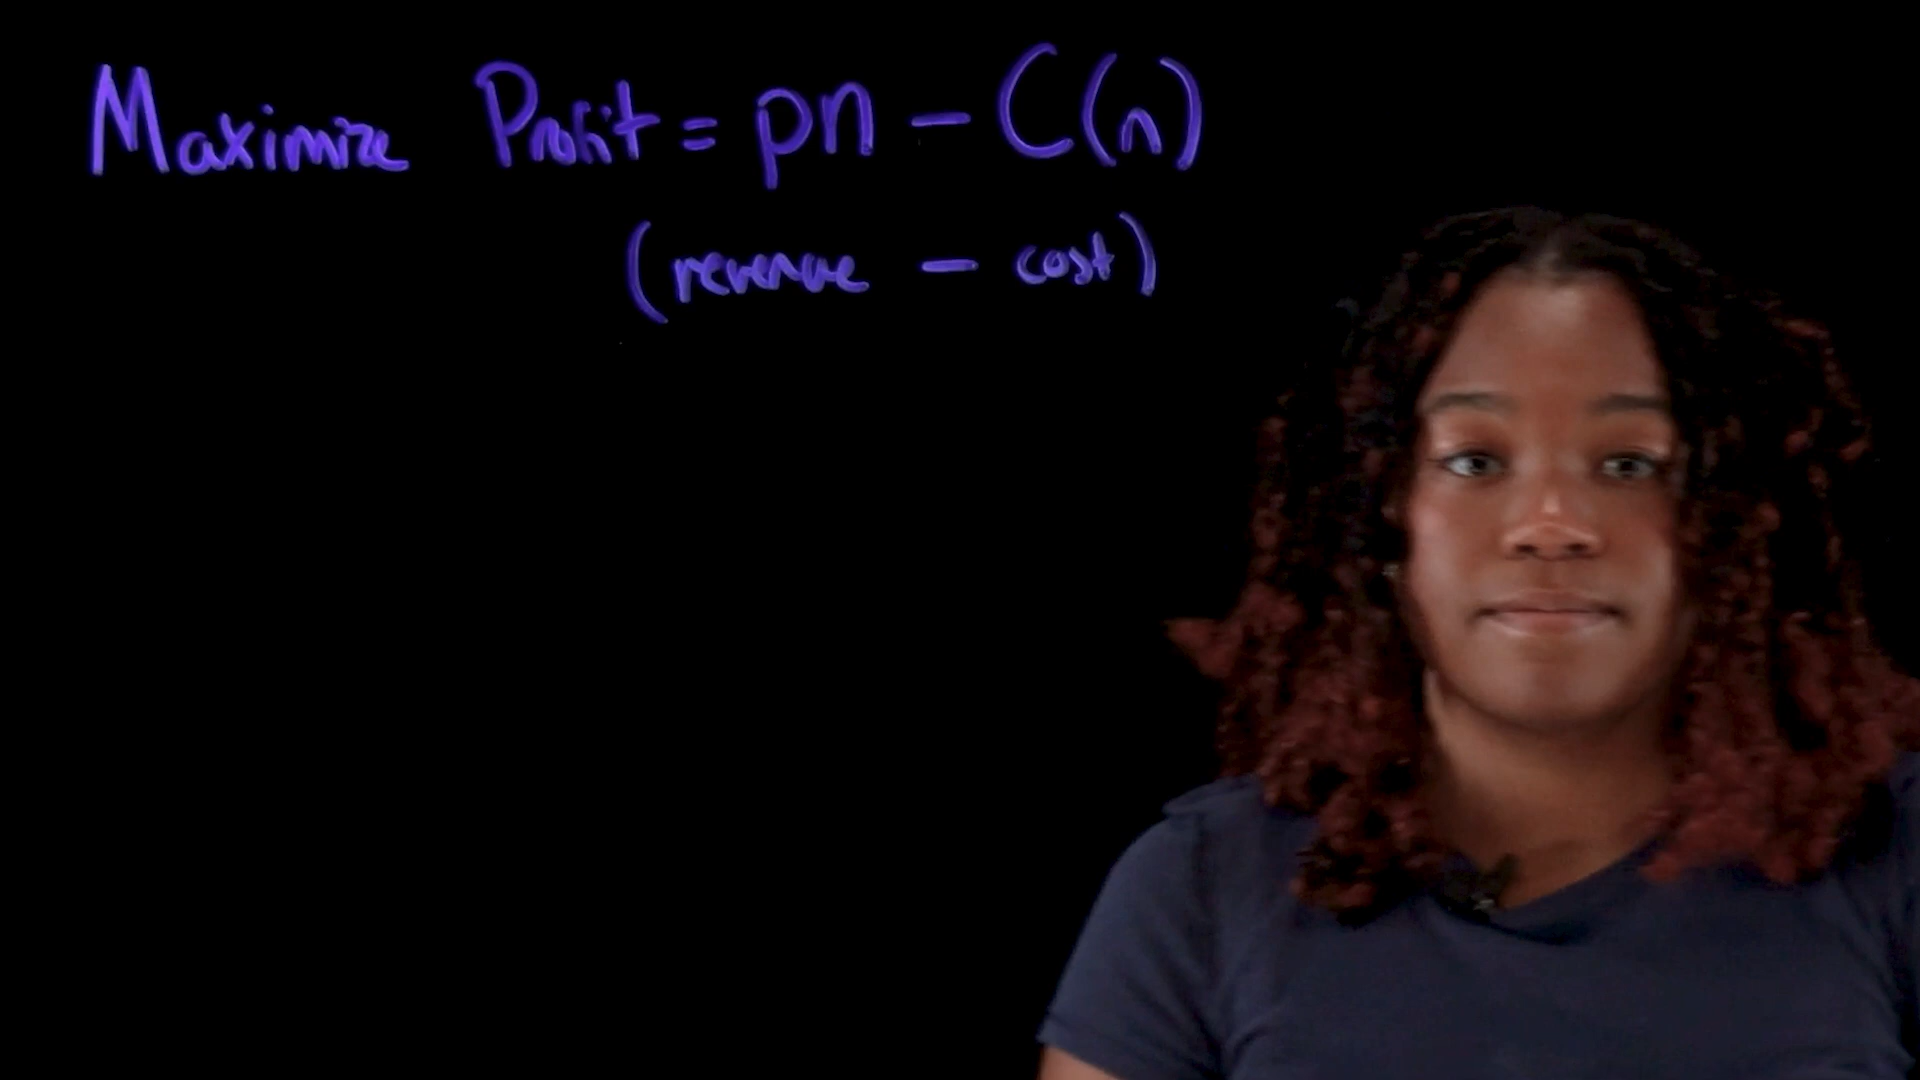 Maximize Profit = pn - C(n)
(revenue - cost)